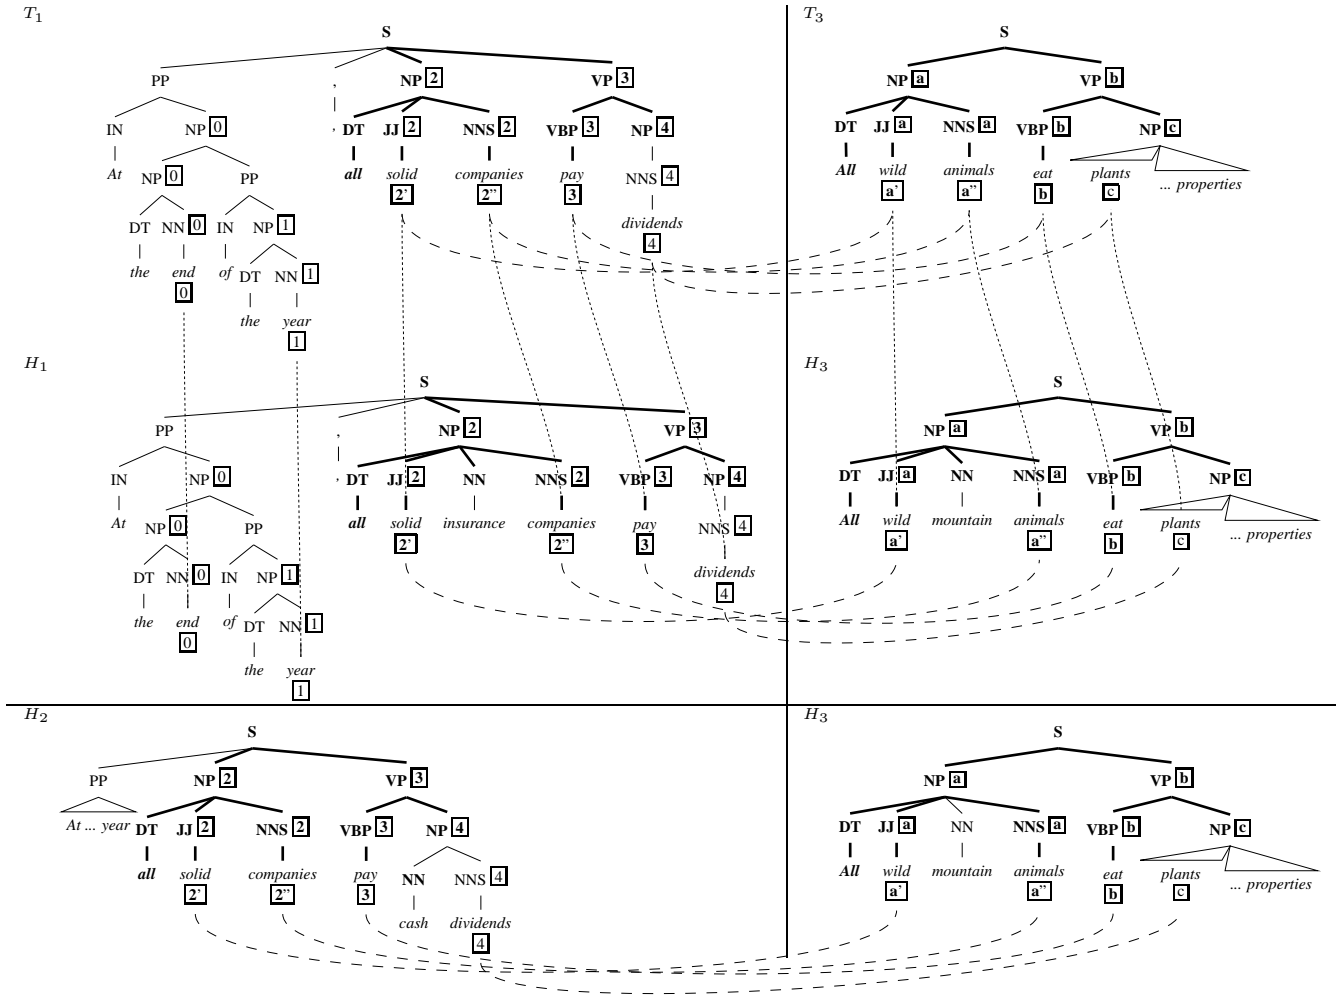 T1 T3
S S
PP , NP 2 VP 3 NP a VP b
IN NP 0 , DT JJ 2 NNS 2 VBP 3 NP 4 DT JJ a NNS a VBP b NP c
At NP 0 PP all solid companies pay NNS 4 All wild animals eat plants ... properties
2' 2'' 3 a' a'' b c
DT NN 0 IN NP 1 dividends
4
the end of DT NN 1
0
the year
1
H1 H3
S S
PP , NP 2 VP 3 NP a VP b
IN NP 0 , DT JJ 2 NN NNS 2 VBP 3 NP 4 DT JJ a NN NNS a VBP b NP c
At NP 0 PP all solid insurance companies pay NNS 4 All wild mountain animals eat plants ... properties
2' 2'' 3 a' a'' b c
DT NN 0 IN NP 1 dividends
4
the end of DT NN 1
0
the year
1
H2 H3
S S
PP NP 2 VP 3 NP a VP b
At ... year DT JJ 2 NNS 2 VBP 3 NP 4 DT JJ a NN NNS a VBP b NP c
all solid companies pay NN NNS 4 All wild mountain animals eat plants ... properties
2' 2'' 3 a' a'' b c
cash dividends
4